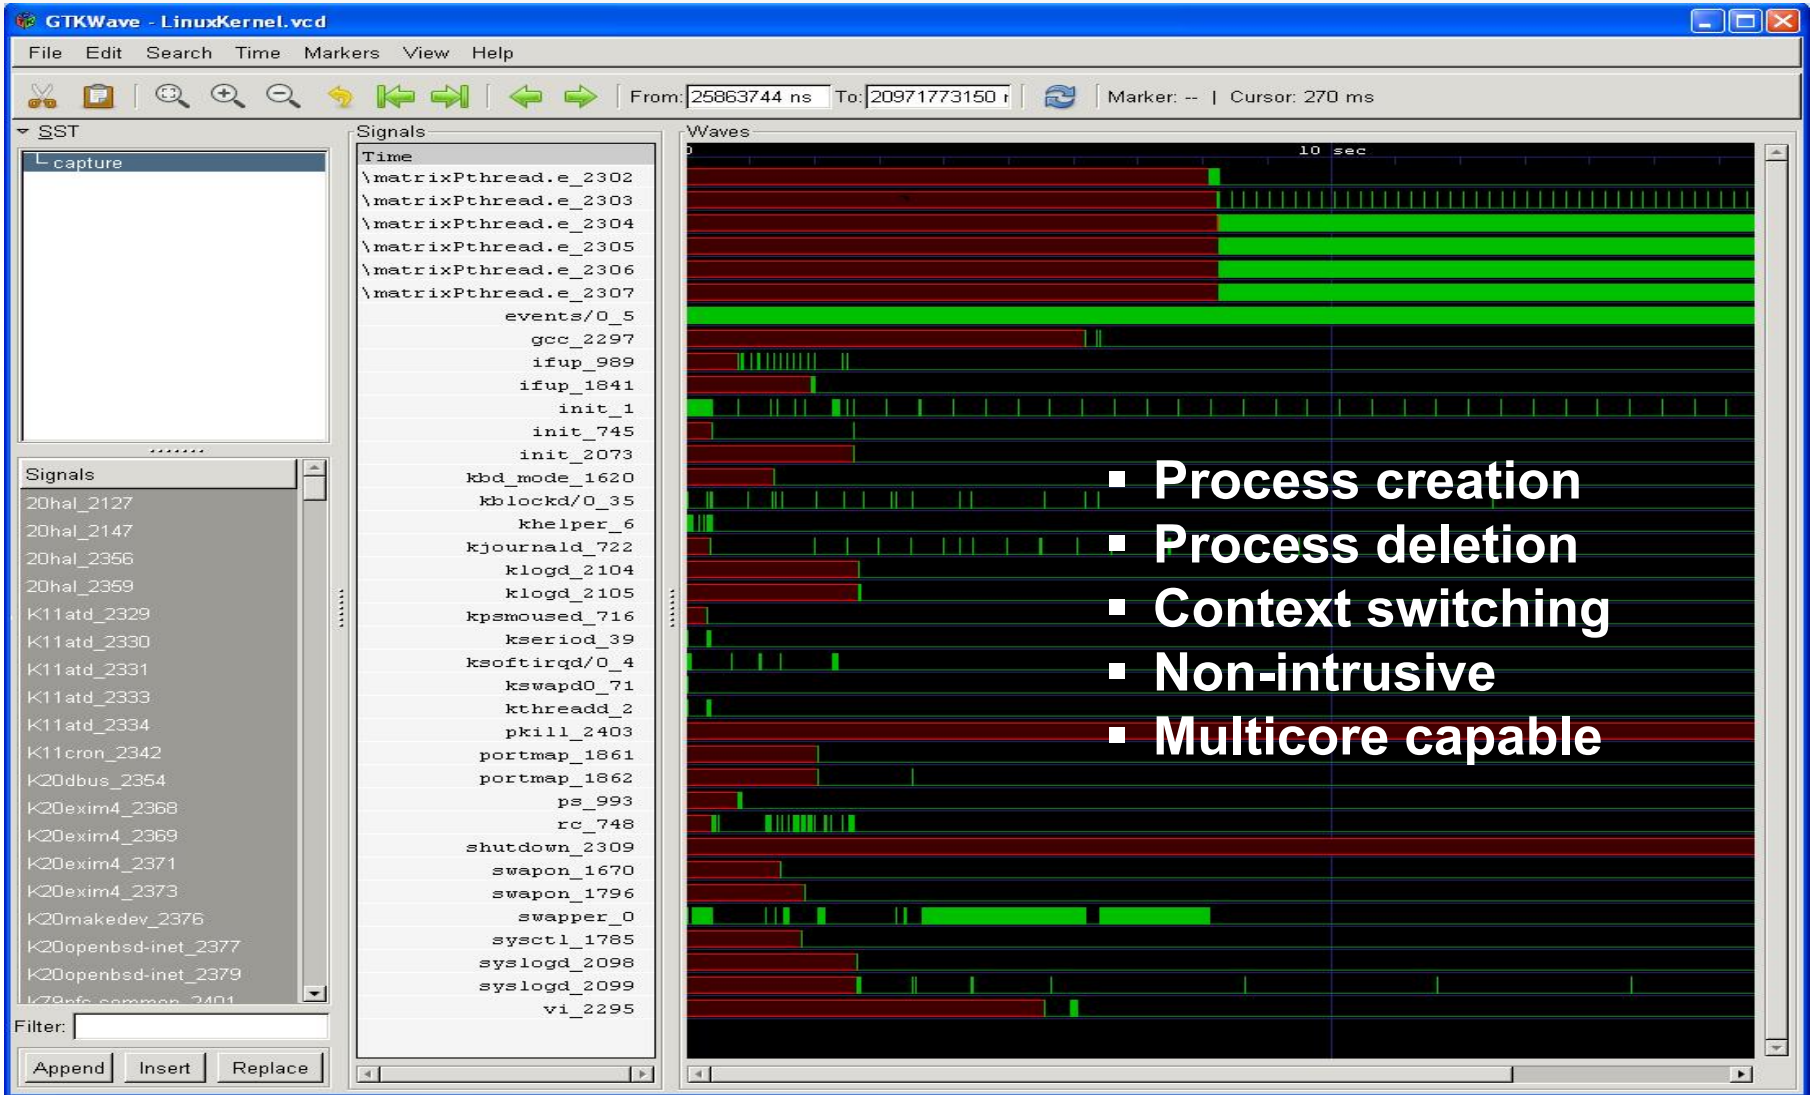 GTKWave - LinuxKernel.vcd
File Edit Search Time Markers View Help
From: 25863744 ns To: 20971773150 r Marker: -- | Cursor: 270 ms
SST
capture
Signals
20hal_2127
20hal_2147
20hal_2356
20hal_2359
K11atd_2329
K11atd_2330
K11atd_2331
K11atd_2333
K11atd_2334
K11cron_2342
K20dbus_2354
K20exim4_2368
K20exim4_2369
K20exim4_2371
K20exim4_2373
K20makedev_2376
K20openbsd-inet_2377
K20openbsd-inet_2379
Filter:
Append Insert Replace
Signals
Time
\matrixPthread.e_2302
\matrixPthread.e_2303
\matrixPthread.e_2304
\matrixPthread.e_2305
\matrixPthread.e_2306
\matrixPthread.e_2307
events/0_5
gcc_2297
ifup_989
ifup_1841
init_1
init_745
init_2073
kbd_mode_1620
kblockd/0_35
khelper_6
kjournald_722
klogd_2104
klogd_2105
kpsmoused_716
kseriod_39
ksoftirqd/0_4
kswapd0_71
kthreadd_2
pkill_2403
portmap_1861
portmap_1862
ps_993
rc_748
shutdown_2309
swapon_1670
swapon_1796
swapper_0
sysctl_1785
syslogd_2098
syslogd_2099
vi_2295
Waves
10 sec
▪ Process creation
▪ Process deletion
▪ Context switching
▪ Non-intrusive
▪ Multicore capable